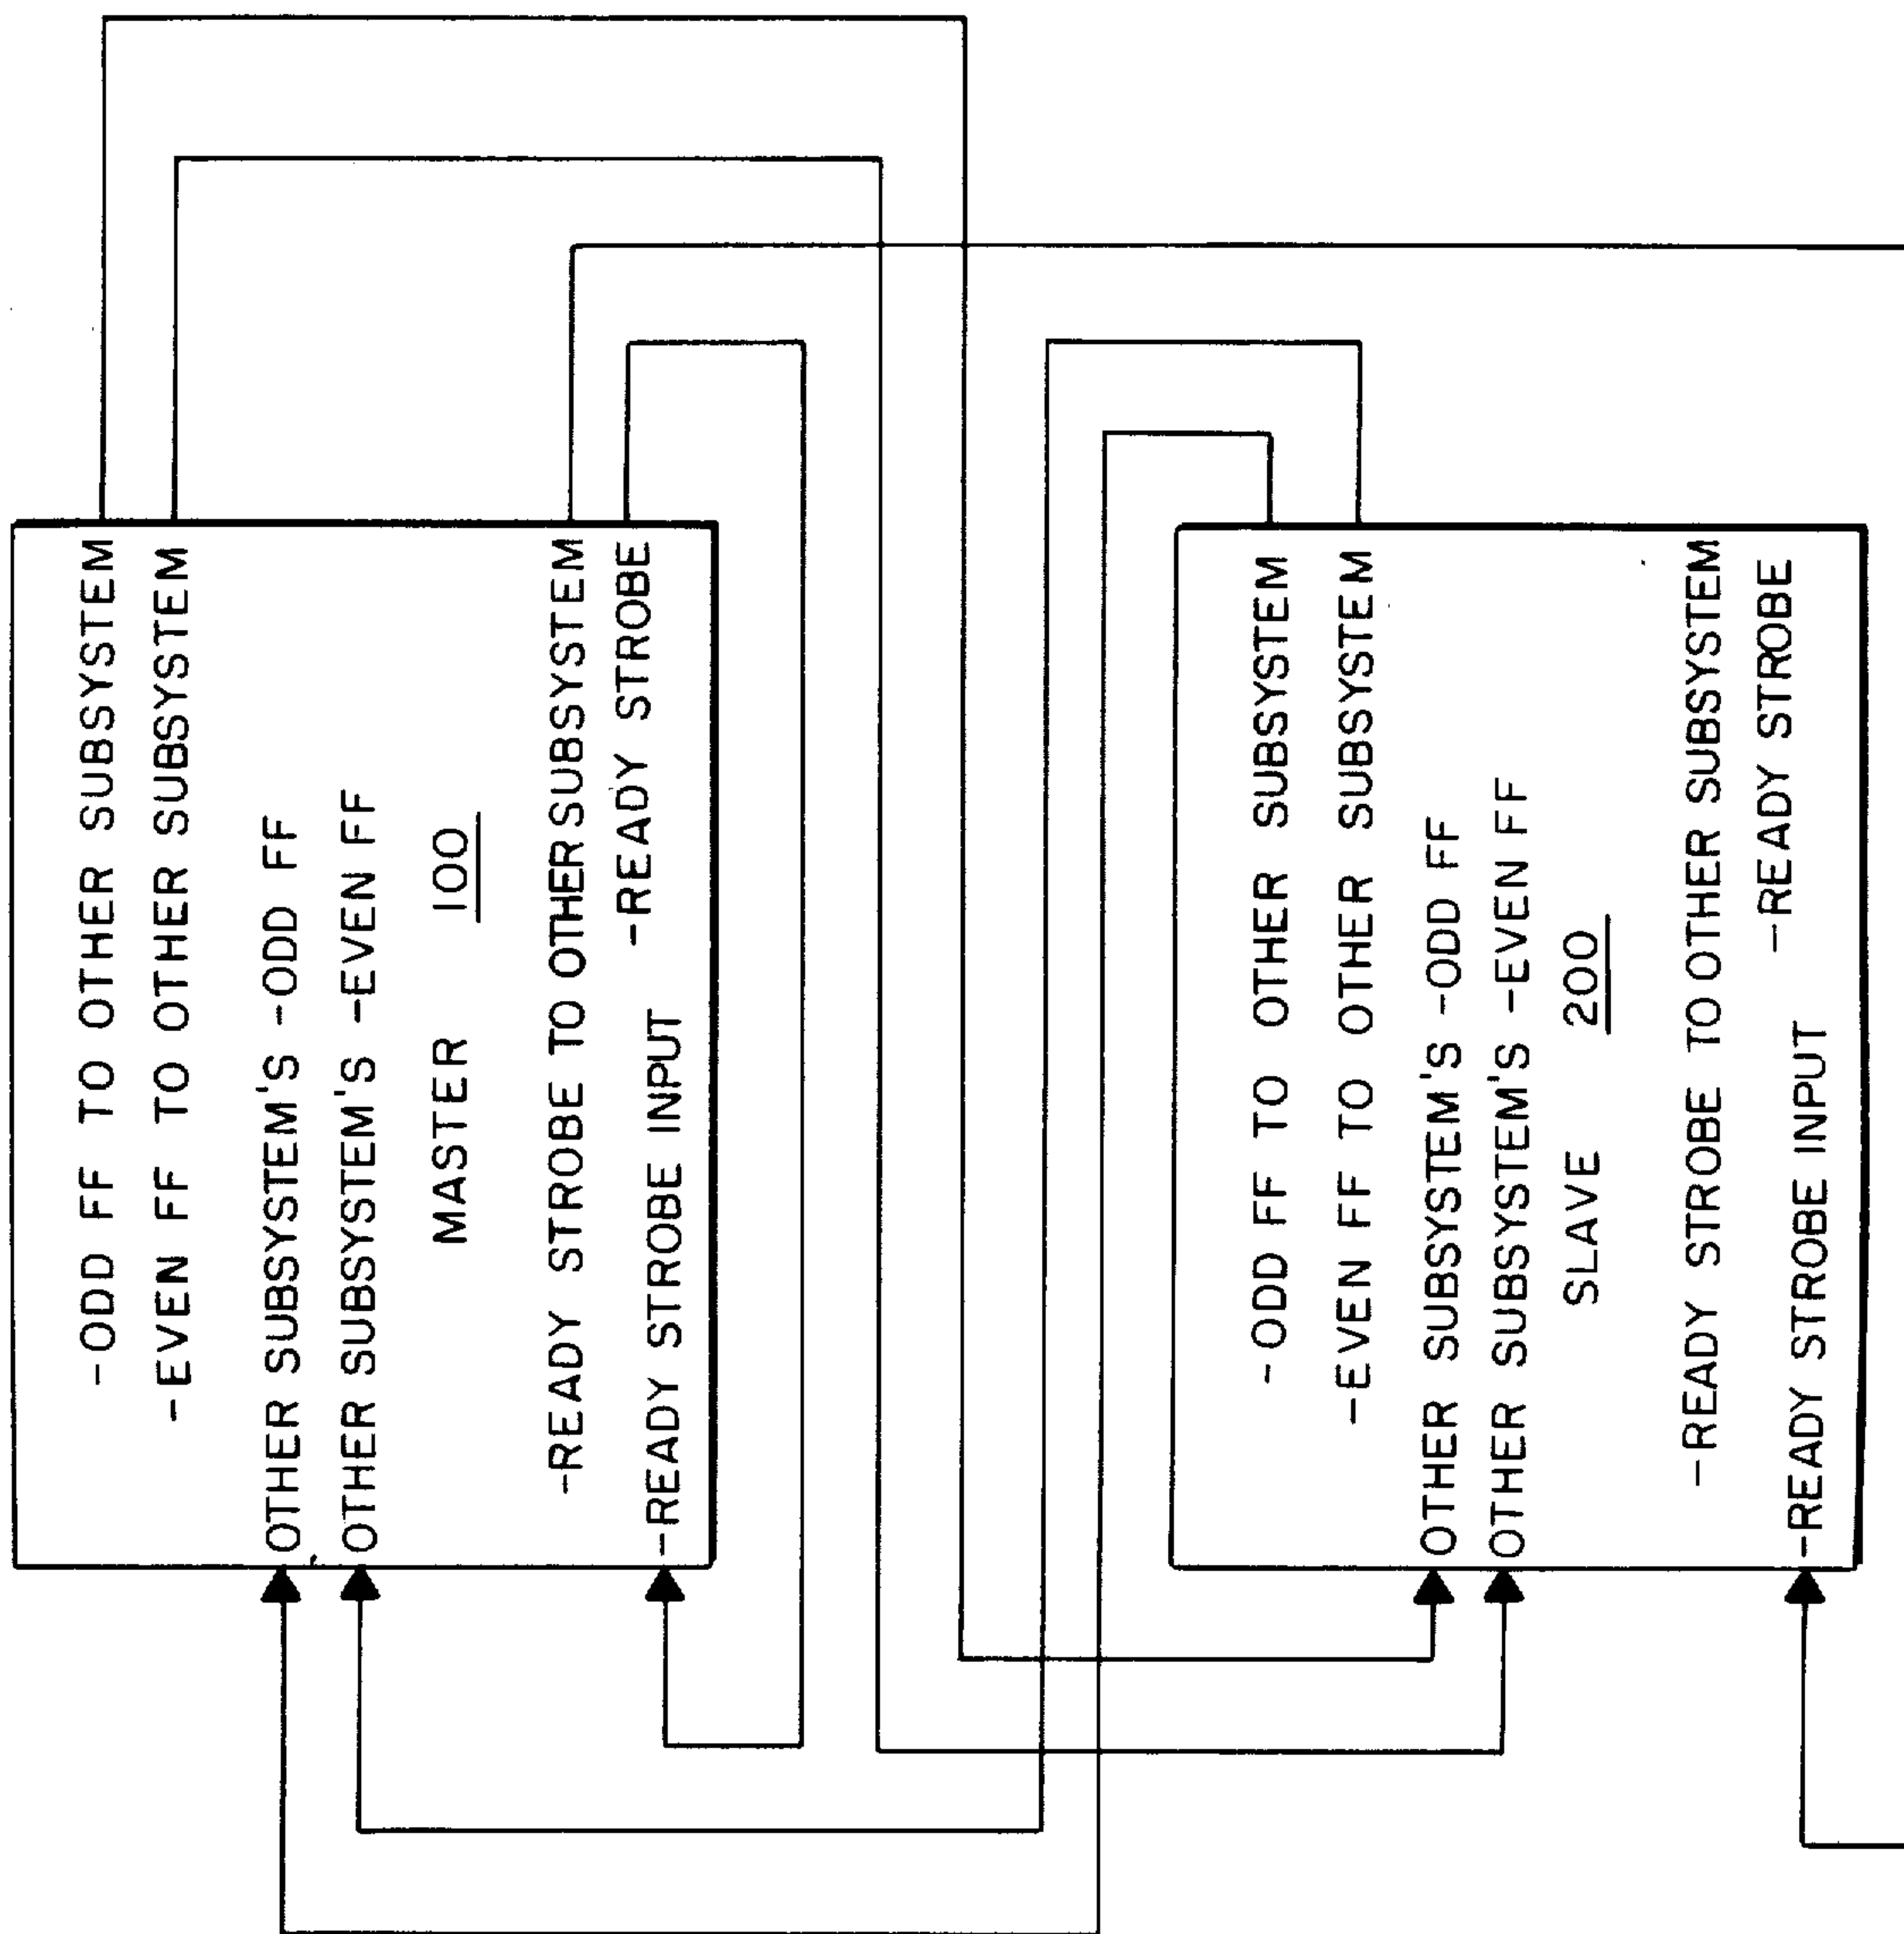 -ODD FF TO OTHER SUBSYSTEM
-EVEN FF TO OTHER SUBSYSTEM
OTHER SUBSYSTEM'S -ODD FF
OTHER SUBSYSTEM'S -EVEN FF
MASTER 100
-READY STROBE TO OTHER SUBSYSTEM
-READY STROBE
-READY STROBE INPUT
-ODD FF TO OTHER SUBSYSTEM
-EVEN FF TO OTHER SUBSYSTEM
OTHER SUBSYSTEM'S -ODD FF
OTHER SUBSYSTEM'S -EVEN FF
SLAVE 200
-READY STROBE TO OTHER SUBSYSTEM
-READY STROBE
-READY STROBE INPUT